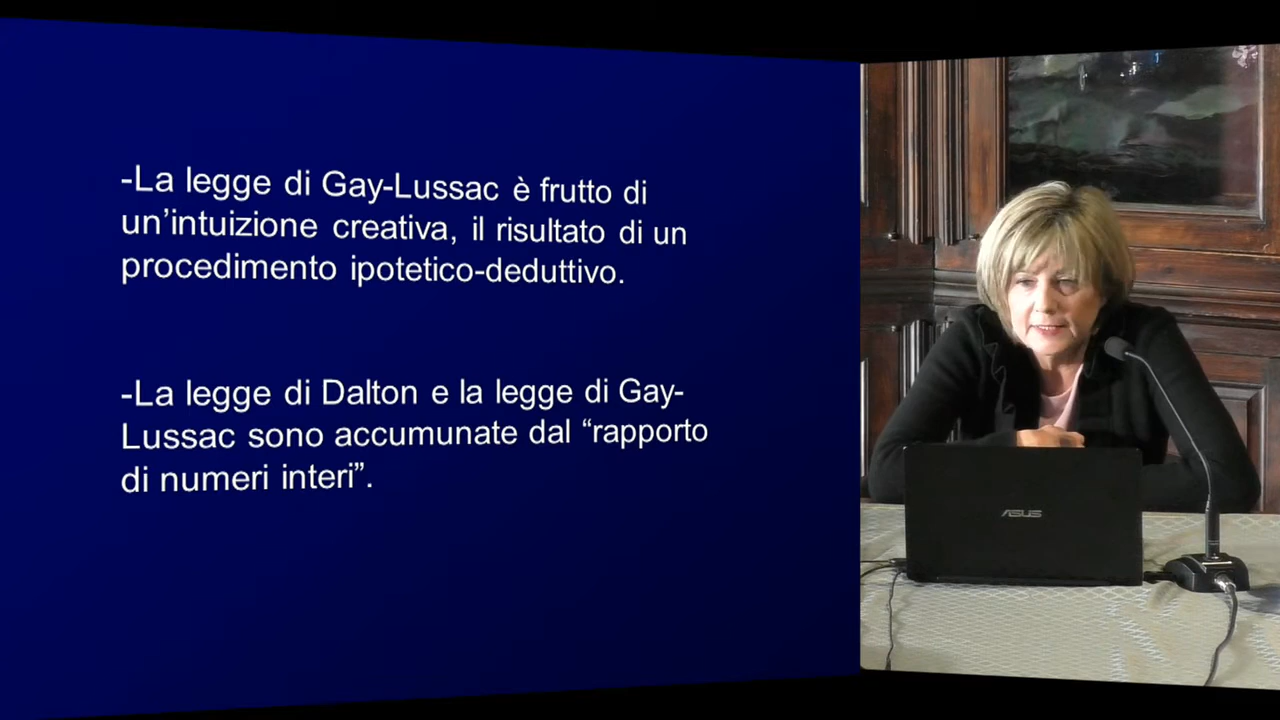 -La legge di Gay-Lussac è frutto di
un’intuizione creativa, il risultato di un
procedimento ipotetico-deduttivo.
-La legge di Dalton e la legge di Gay-
Lussac sono accumunate dal “rapporto
di numeri interi”.
ASUS